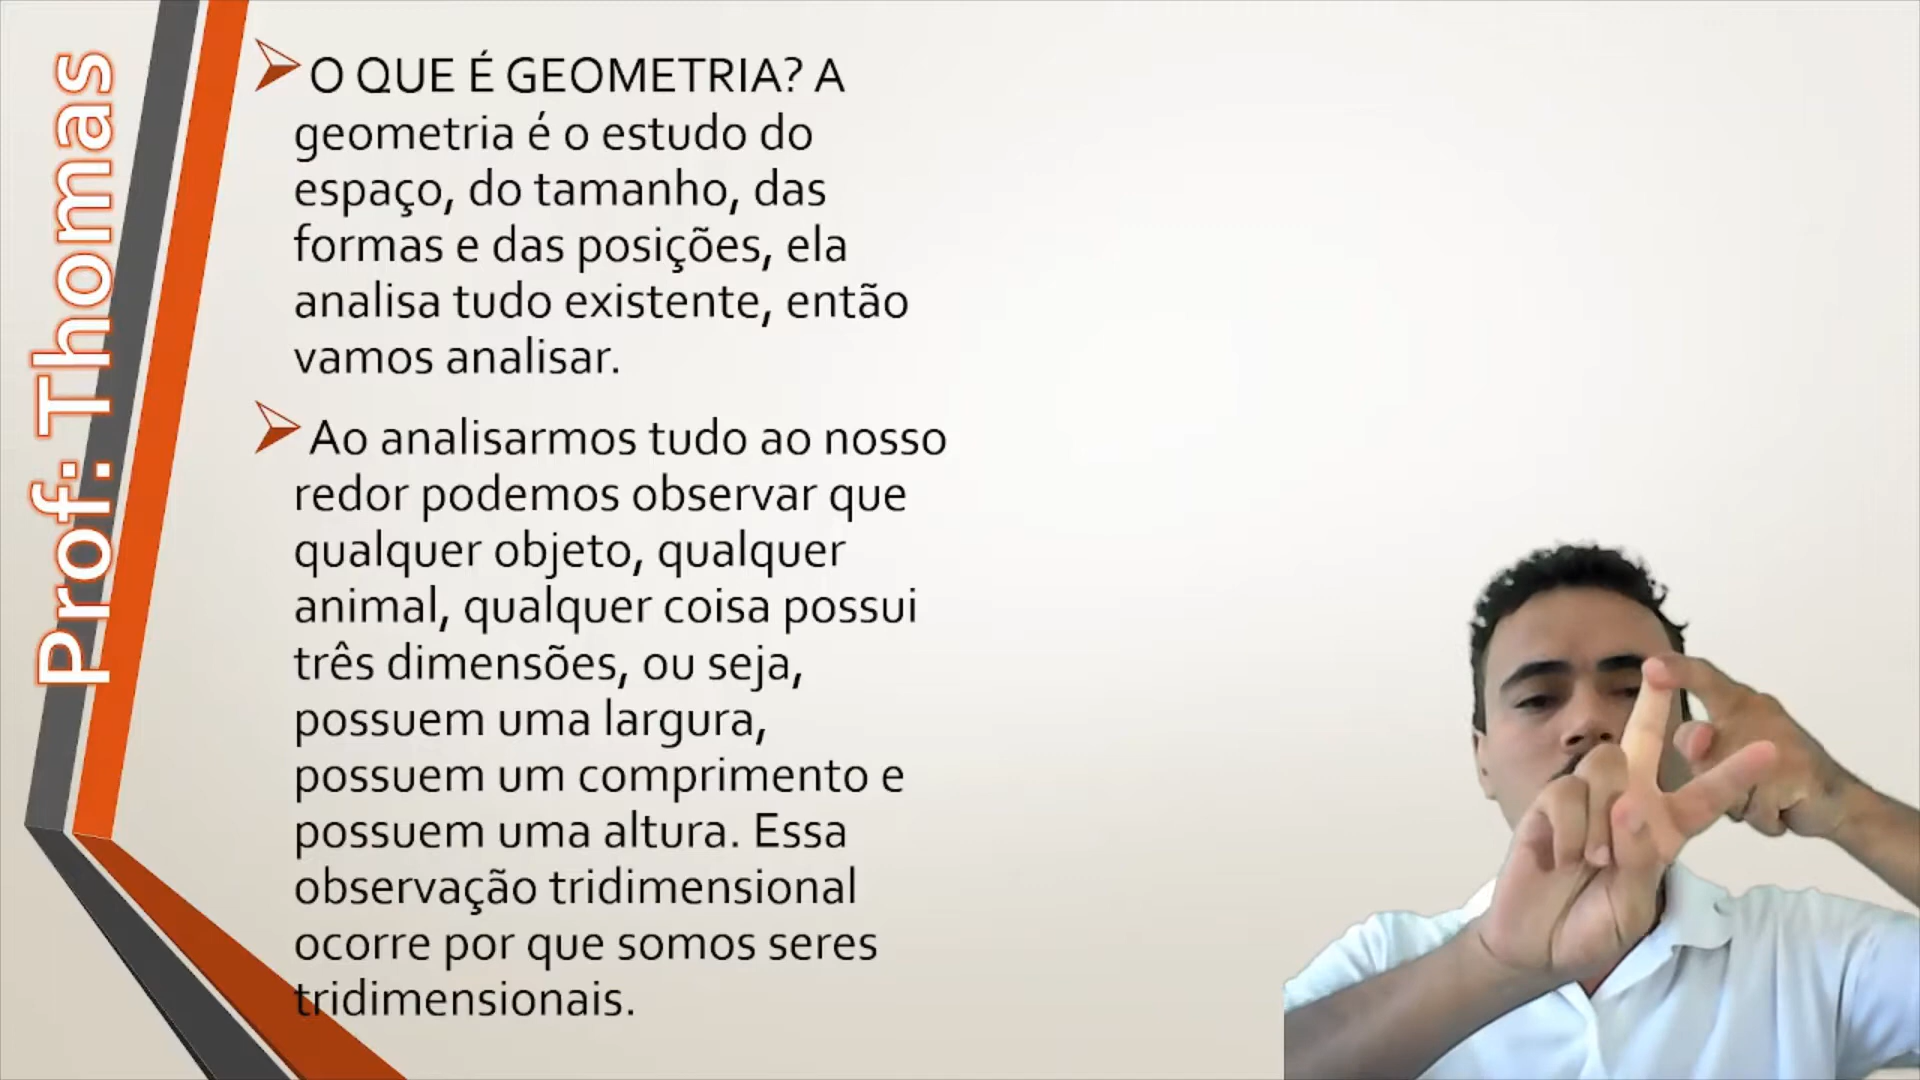 Prof: Thomas
O QUE É GEOMETRIA? A
geometria é o estudo do
espaço, do tamanho, das
formas e das posições, ela
analisa tudo existente, então
vamos analisar.
Ao analisarmos tudo ao nosso
redor podemos observar que
qualquer objeto, qualquer
animal, qualquer coisa possui
três dimensões, ou seja,
possuem uma largura,
possuem um comprimento e
possuem uma altura. Essa
observação tridimensional
ocorre por que somos seres
tridimensionais.